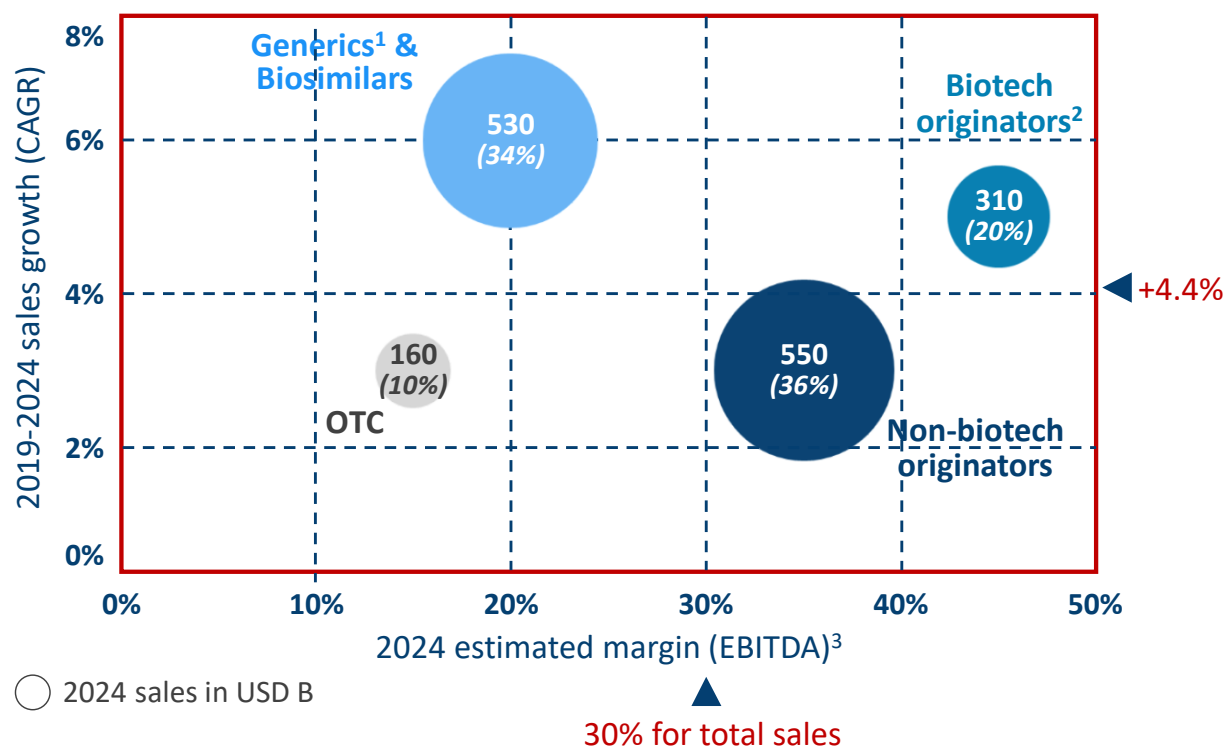 2019-2024 sales growth (CAGR)
8%
6%
4%
2%
0%
Generics¹ &
Biosimilars
530
(34%)
Biotech
originators²
310
(20%)
+4.4%
160
(10%)
OTC
550
(36%)
Non-biotech
originators
0%
10%
20%
30%
40%
50%
2024 estimated margin (EBITDA)³
2024 sales in USD B
30% for total sales